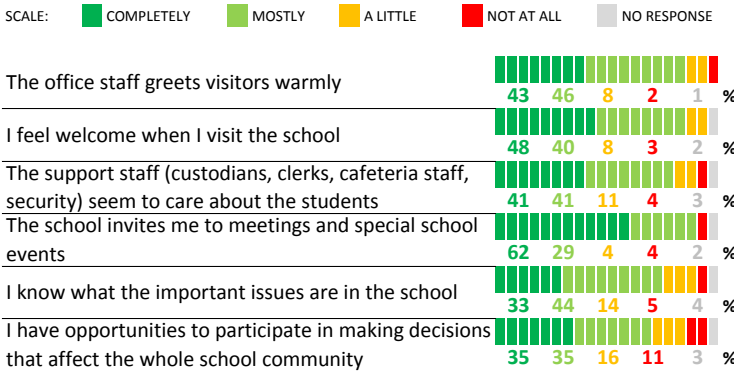 SCALE: COMPLETELY MOSTLY A LITTLE NOT AT ALL NO RESPONSE
The office staff greets visitors warmly
43 46 8 2 1 %
I feel welcome when I visit the school
48 40 8 3 2 %
The support staff (custodians, clerks, cafeteria staff,
security) seem to care about the students
41 41 11 4 3 %
The school invites me to meetings and special school
events
62 29 4 4 2 %
I know what the important issues are in the school
33 44 14 5 4 %
I have opportunities to participate in making decisions
that affect the whole school community
35 35 16 11 3 %